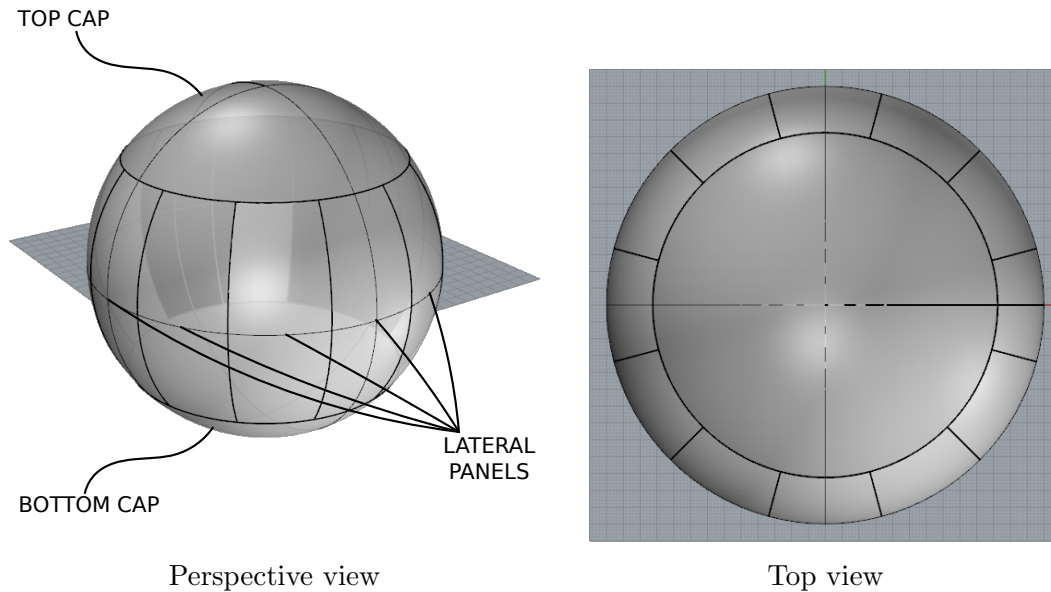 TOP CAP
LATERAL
PANELS
BOTTOM CAP
Perspective view
Top view